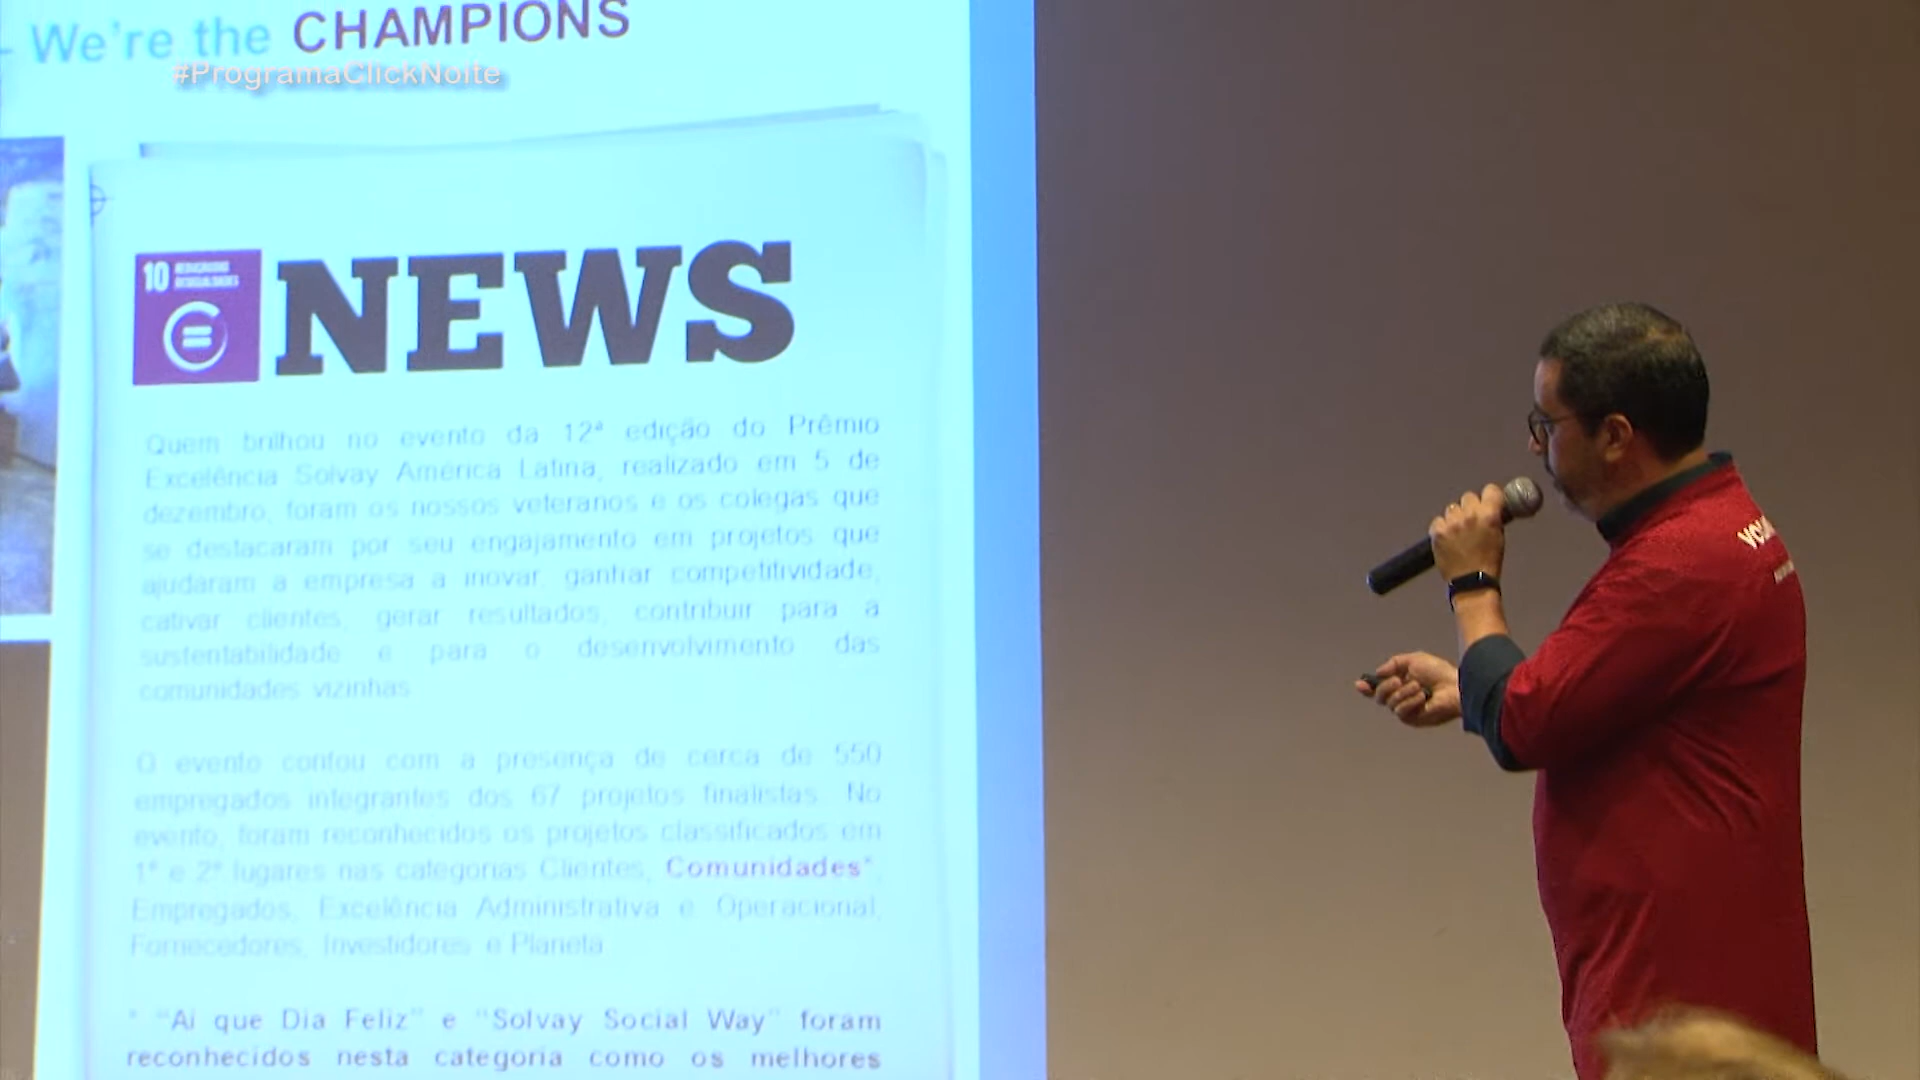 - We're the CHAMPIONS
#ProgramaClickNoite
10 REDUÇÃO DAS
DESIGUALDADES
NEWS
Quem brilhou no evento da 12ª edição do Prêmio
Excelência Solvay América Latina, realizado em 5 de
dezembro, foram os nossos veteranos e os colegas que
se destacaram por seu engajamento em projetos que
ajudaram a empresa a inovar, ganhar competitividade,
cativar clientes, gerar resultados, contribuir para a
sustentabilidade e para o desenvolvimento das
comunidades vizinhas.
O evento contou com a presença de cerca de 550
empregados integrantes dos 67 projetos finalistas. No
evento, foram reconhecidos os projetos classificados em
1º e 2º lugares nas categorias Clientes, Comunidades*,
Empregados, Excelência Administrativa e Operacional,
Fornecedores, Investidores e Planeta.
* "Ai que Dia Feliz" e "Solvay Social Way" foram
reconhecidos nesta categoria como os melhores